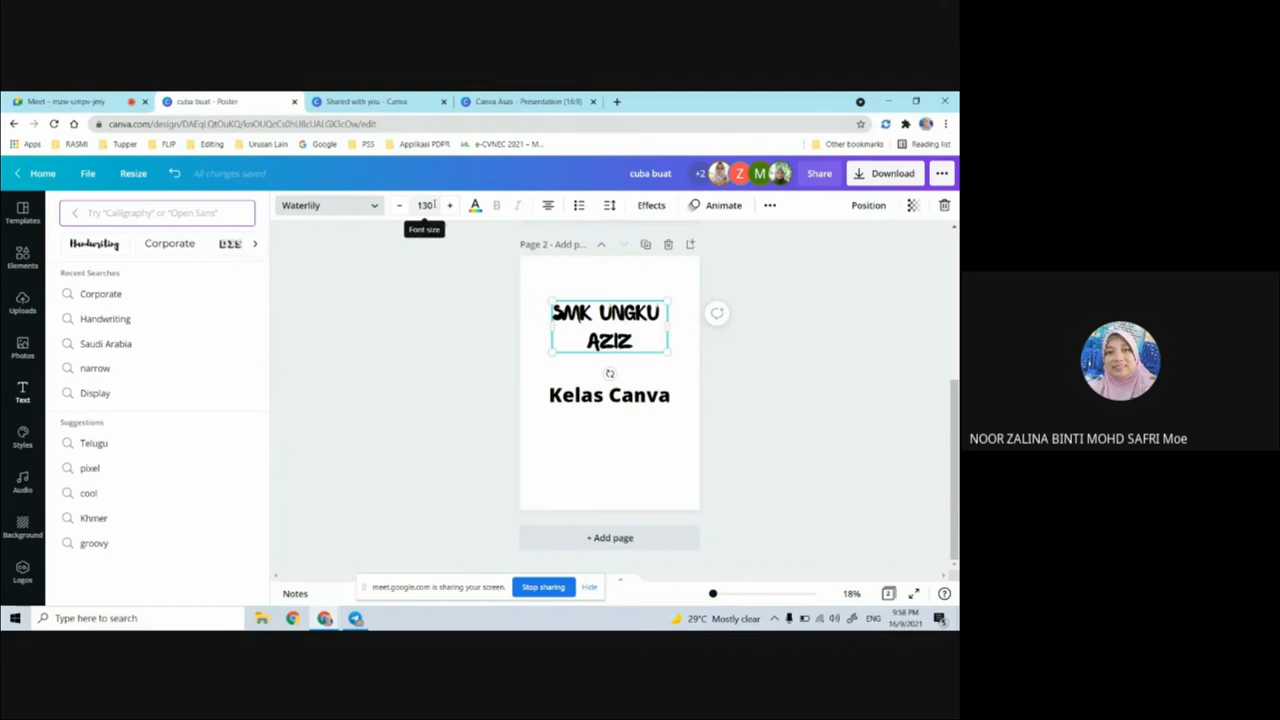 Meet - mzw-umpv-jmy
cuba buat - Poster
Shared with you - Canva
Canva Asas - Presentation (16:9)
Apps
RASMI
Tupper
FLIP
Editing
Urusan Lain
Google
PSS
Applikasi PDPR
e-CVNEC 2021 – M...
Other bookmarks
Reading list
Home
File
Resize
All changes saved
cuba buat
+2
Z
M
Share
Download
Templates
Elements
Uploads
Photos
Text
Styles
Audio
Background
Logos
Try "Calligraphy" or "Open Sans"
Handwriting
Corporate
Recent Searches
Corporate
Handwriting
Saudi Arabia
narrow
Display
Suggestions
Telugu
pixel
cool
Khmer
groovy
Waterlily
– 130 +
A
B
I
Effects
Animate
Position
Font size
Page 2 - Add p...
SMK UNGKU
AZIZ
Kelas Canva
+ Add page
meet.google.com is sharing your screen.
Stop sharing
Hide
Notes
18%
2
NOOR ZALINA BINTI MOHD SAFRI Moe
Type here to search
29°C Mostly clear
ENG
9:58 PM
16/9/2021